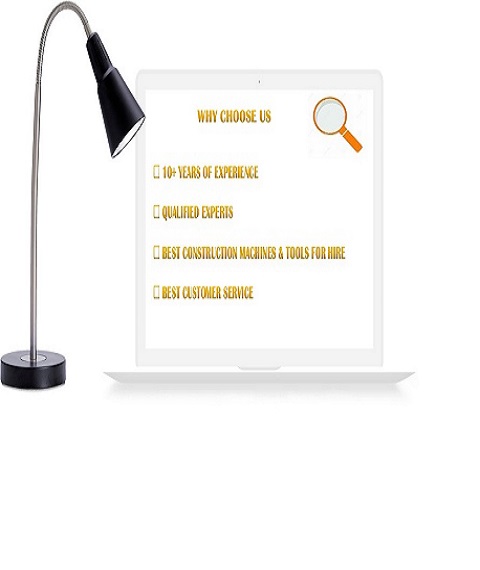 WHY CHOOSE US
10+ YEARS OF EXPERIENCE
QUALIFIED EXPERTS
BEST CONSTRUCTION MACHINES & TOOLS FOR HIRE
BEST CUSTOMER SERVICE